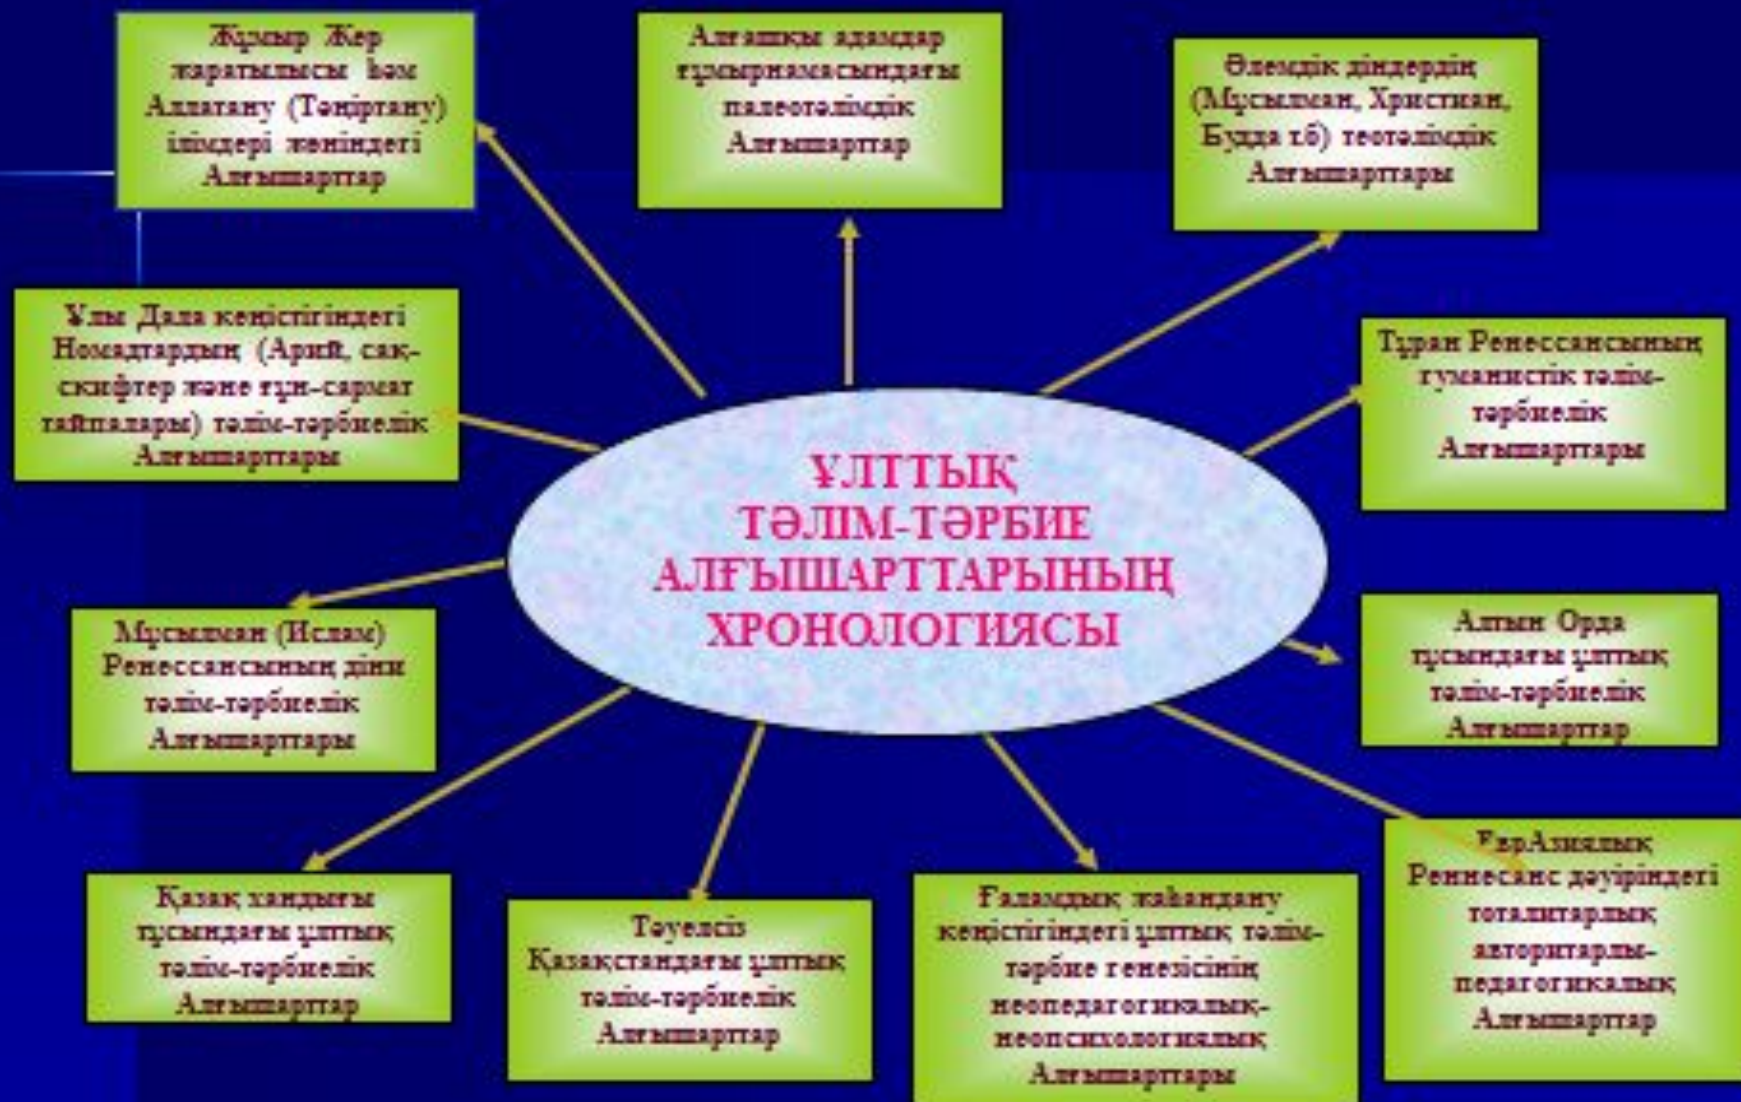 Жұмыр Жер
жаратылысы һәм
Аллатану (Тәңіртану)
ілімдері жөніндегі
Алғышарттар
Алғашқы адамдар
ғұмырнамасындағы
палеотәлімдік
Алғышарттар
Әлемдік діндердің
(Мұсылман, Христиан,
Будда т.б) теотәлімдік
Алғышарттары
Ұлы Дала кеңістігіндегі
Номадтардың (Арий, сақ-
скифтер және ғұн-сармат
тайпалары) тәлім-тәрбиелік
Алғышарттары
Тұран Ренессансының
гуманистік тәлім-
тәрбиелік
Алғышарттары
ҰЛТТЫҚ
ТӘЛІМ-ТӘРБИЕ
АЛҒЫШАРТТАРЫНЫҢ
ХРОНОЛОГИЯСЫ
Мұсылман (Ислам)
Ренессансының діни
тәлім-тәрбиелік
Алғышарттары
Алтын Орда
тұсындағы ұлттық
тәлім-тәрбиелік
Алғышарттар
Қазақ хандығы
тұсындағы ұлттық
тәлім-тәрбиелік
Алғышарттар
Тәуелсіз
Қазақстандағы ұлттық
тәлім-тәрбиелік
Алғышарттар
Ғаламдық жаһандану
кеңістігіндегі ұлттық тәлім-
тәрбие генезісінің
неопедагогикалық-
неопсихологиялық
Алғышарттары
ЕврАзиялық
Реннесанс дәуіріндегі
тоталитарлық
авторитарлы-
педагогикалық
Алғышарттар